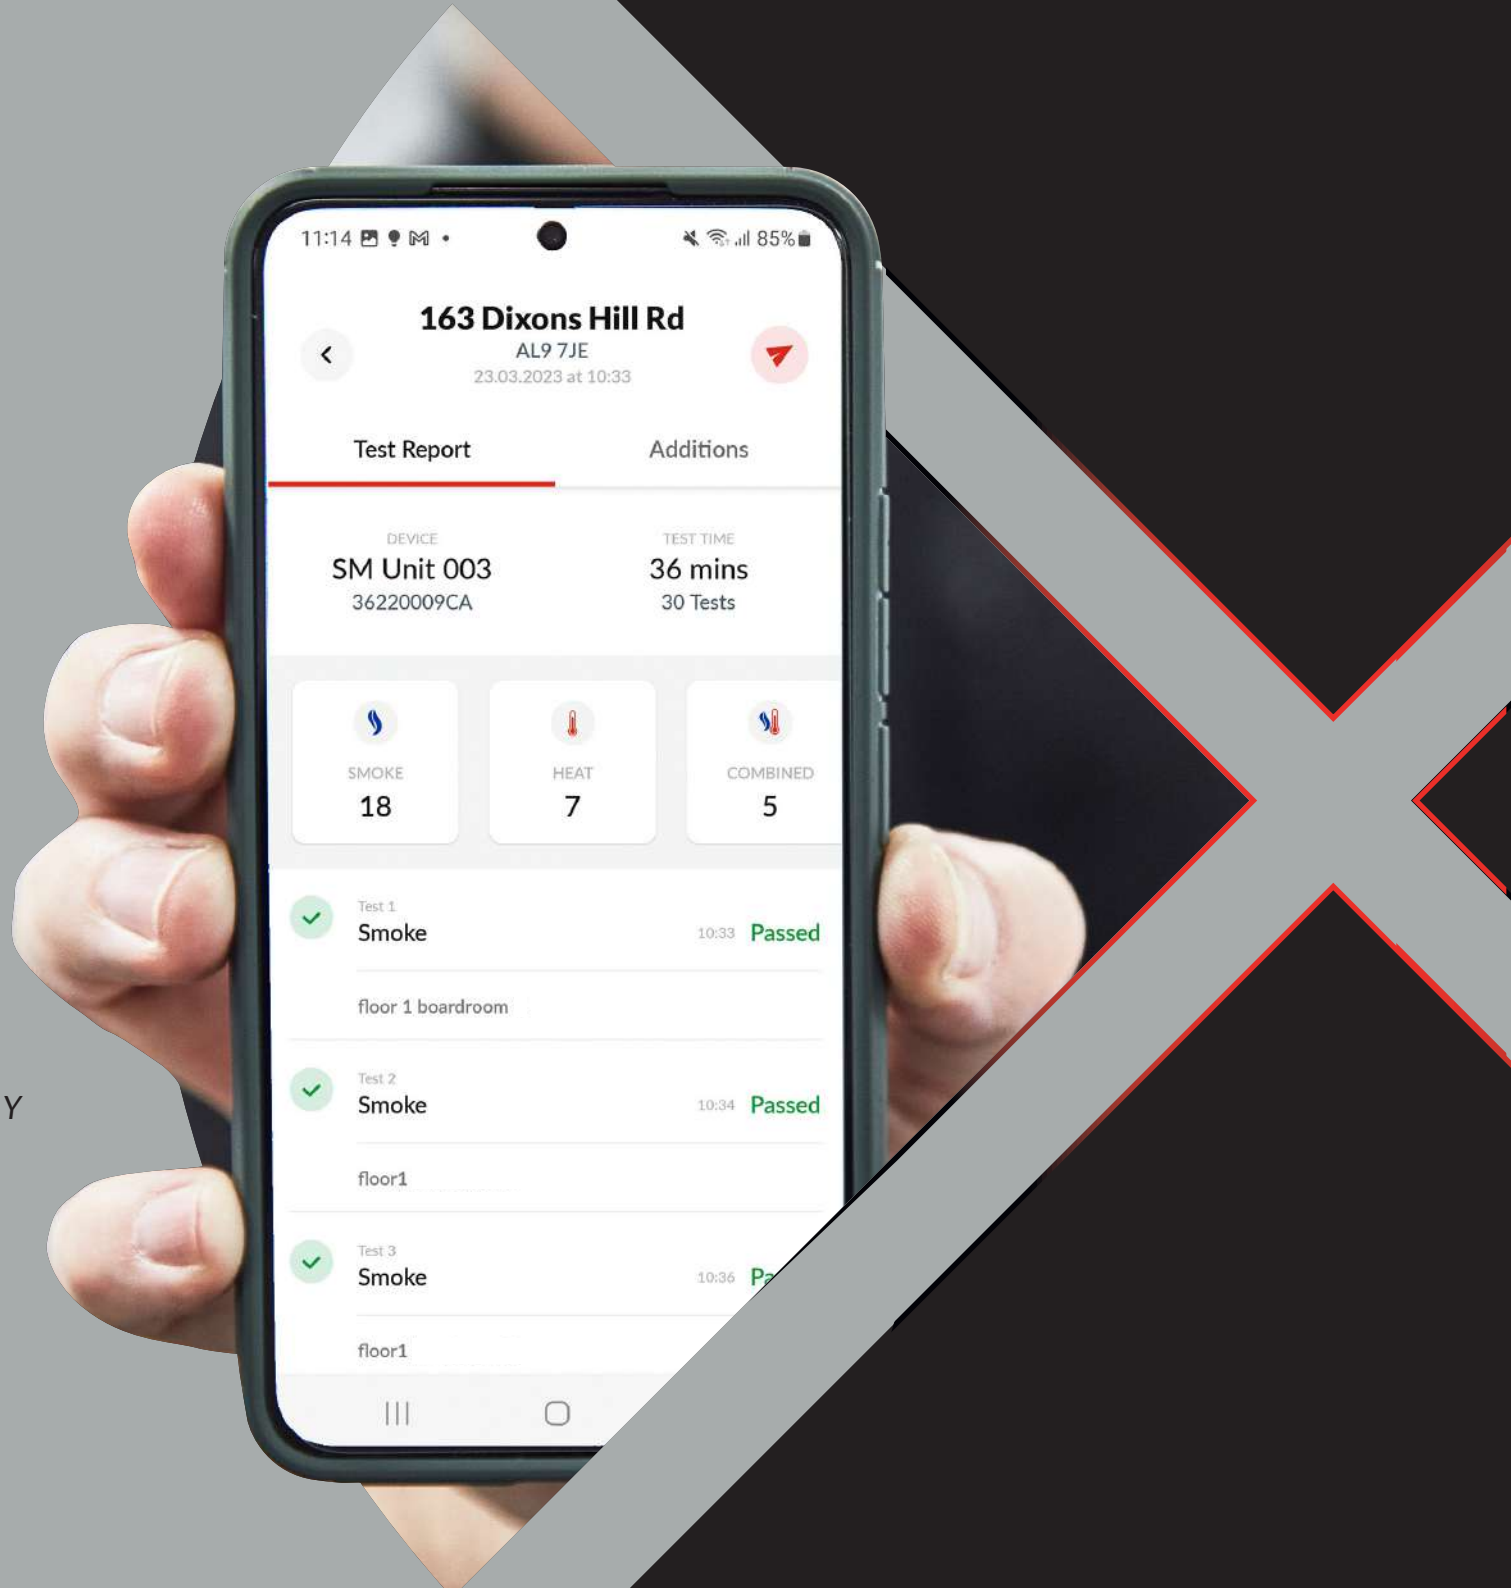 11:14
85%
163 Dixons Hill Rd
AL9 7JE
23.03.2023 at 10:33
Test Report
Additions
DEVICE
SM Unit 003
36220009CA
TEST TIME
36 mins
30 Tests
SMOKE
18
HEAT
7
COMBINED
5
Test 1
Smoke
10:33 Passed
floor 1 boardroom
Test 2
Smoke
10:34 Passed
floor1
Test 3
Smoke
10:36 Pa
floor1
Y